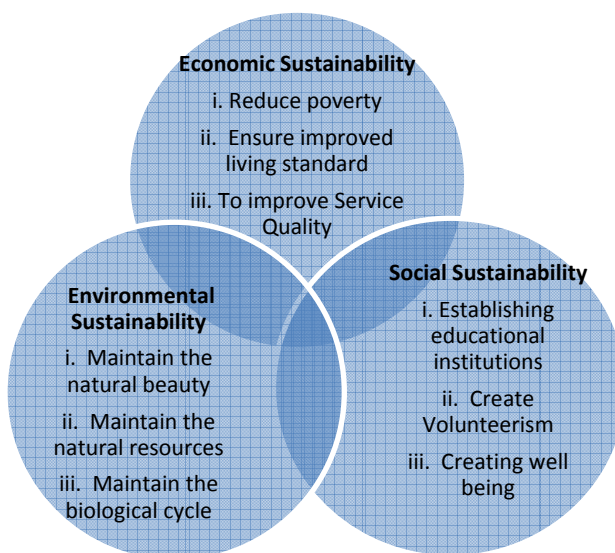 Economic Sustainability
i. Reduce poverty
ii. Ensure improved
living standard
iii. To improve Service
Quality
Environmental
Sustainability
i. Maintain the
natural beauty
ii. Maintain the
natural resources
iii. Maintain the
biological cycle
Social Sustainability
i. Establishing
educational
institutions
ii. Create
Volunteerism
iii. Creating well
being